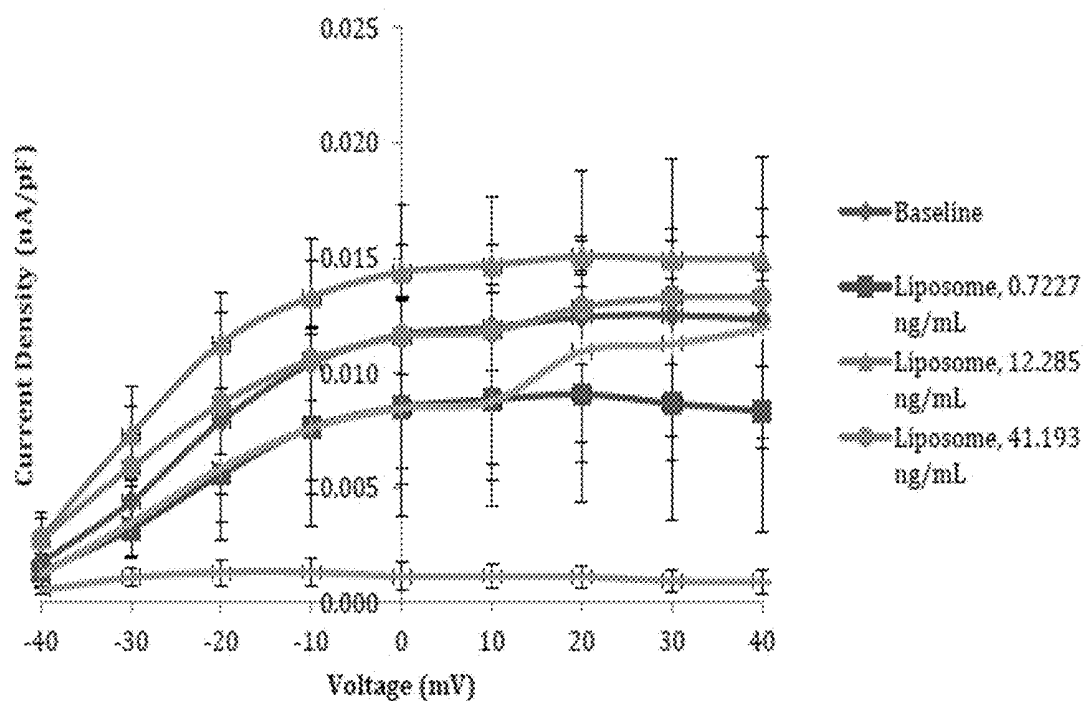 0.025
0.020
0.015
0.010
0.005
0.000
Current Density (nA/pF)
-40 -30 -20 -10 0 10 20 30 40
Voltage (mV)
Baseline
Liposome, 0.7227
ng/mL
Liposome, 12.285
ng/mL
Liposome, 41.193
ng/mL